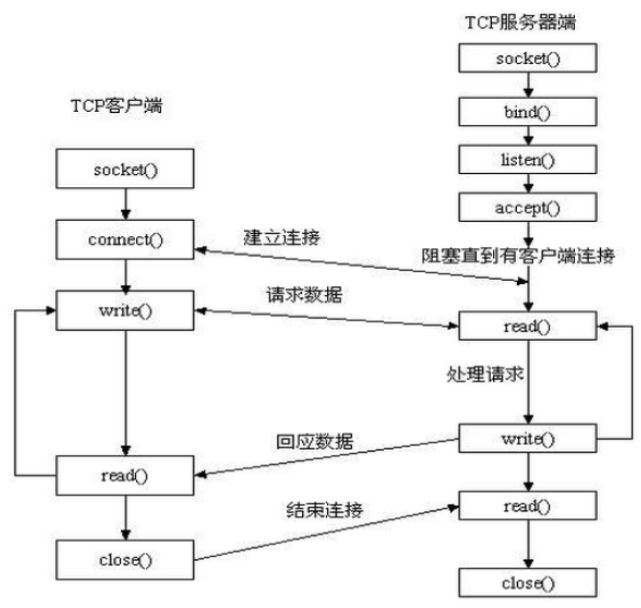 TCP服务器端
socket()
TCP客户端
bind()
listen()
socket()
accept()
connect()
建立连接
阻塞直到有客户端连接
请求数据
write()
read()
处理请求
回应数据
write()
read()
结束连接
read()
close()
close()